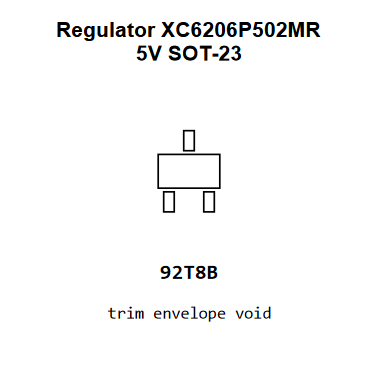 Regulator XC6206P502MR
5V SOT-23
92T8B
trim envelope void